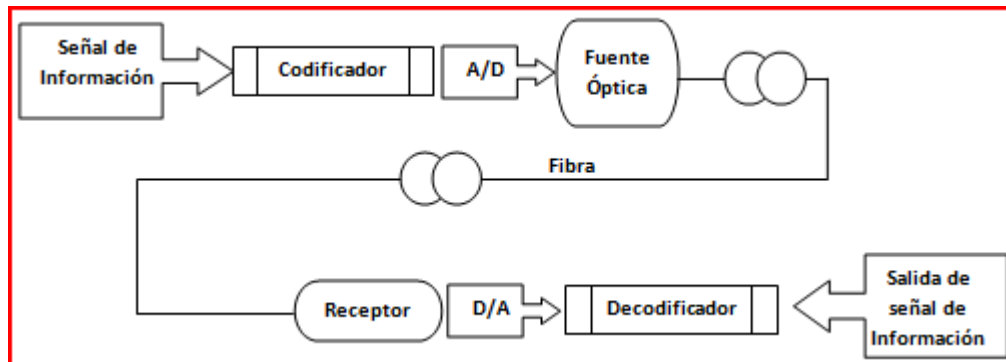 Señal de
Información
Codificador
A/D
Fuente
Óptica
Fibra
Receptor
D/A
Decodificador
Salida de
señal de
Información